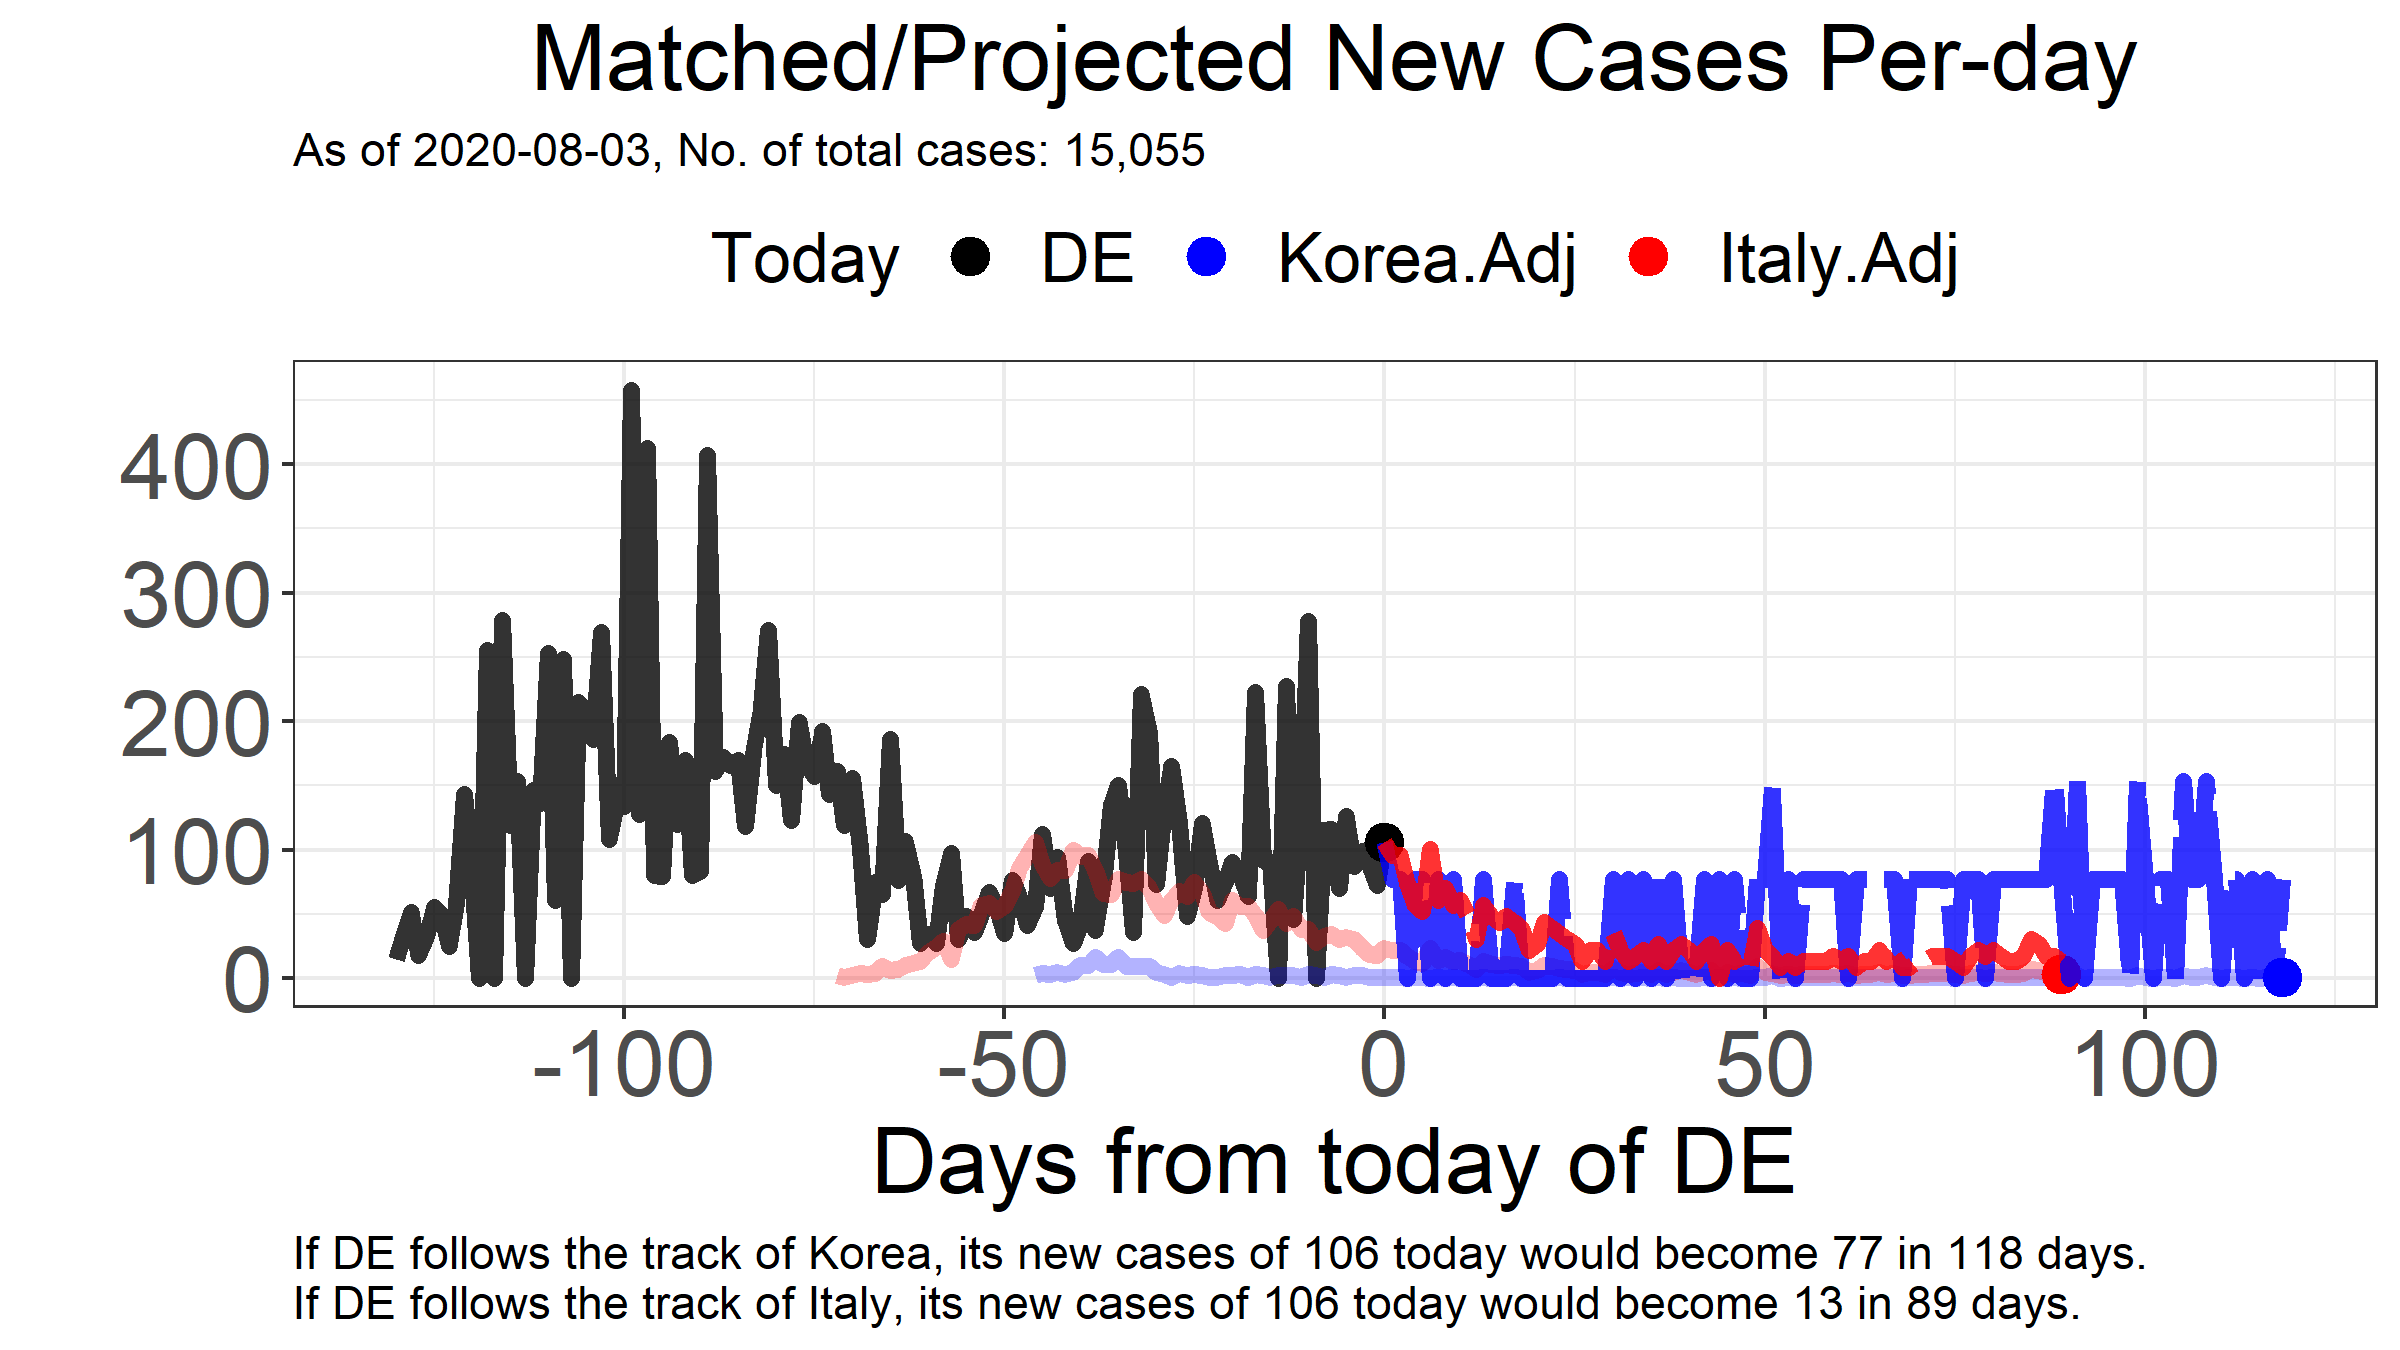 Matched/Projected New Cases Per-day
As of 2020-08-03, No. of total cases: 15,055
Today DE Korea.Adj Italy.Adj
400
300
200
100
0
-100 -50 0 50 100
Days from today of DE
If DE follows the track of Korea, its new cases of 106 today would become 77 in 118 days.
If DE follows the track of Italy, its new cases of 106 today would become 13 in 89 days.